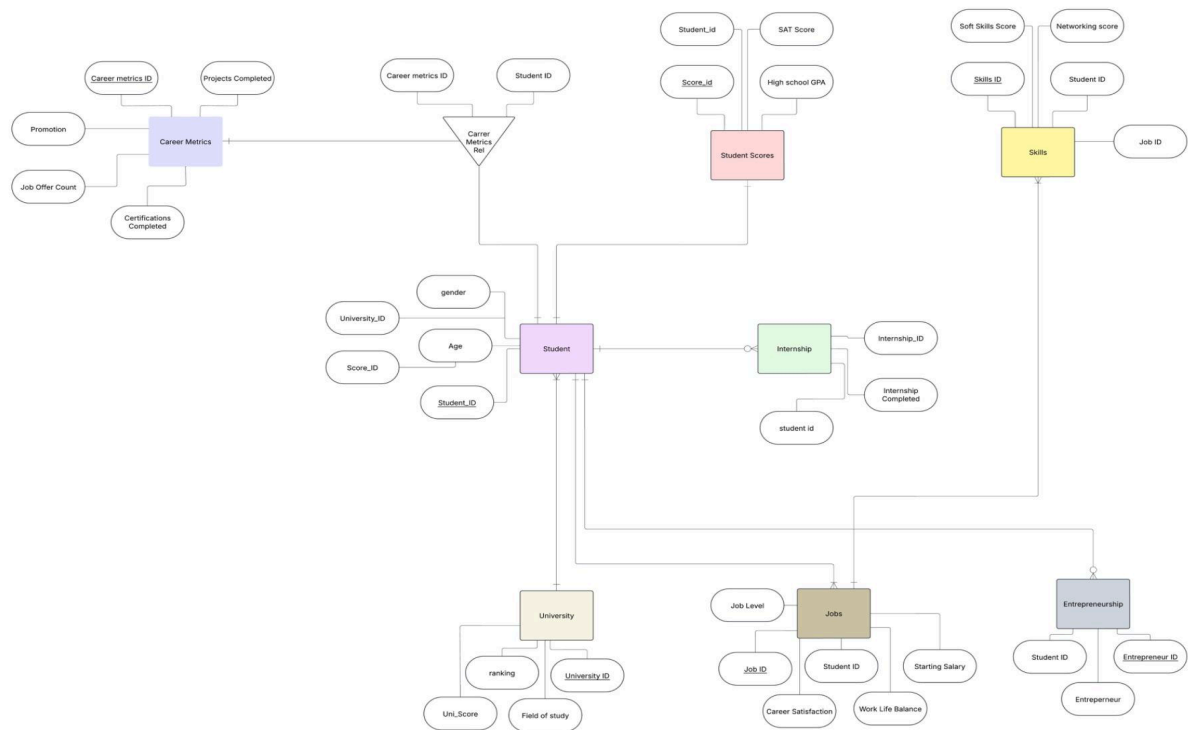 Student_id
SAT Score
Soft Skills Score
Networking score
Career metrics ID
Projects Completed
Career metrics ID
Student ID
Score_id
High school GPA
Skills ID
Student ID
Promotion
Career Metrics
Carrer
Metrics
Rel
Student Scores
Skills
Job ID
Job Offer Count
Certifications
Completed
gender
University_ID
Age
Score_ID
Student_ID
Student
Internship
Internship_ID
Internship
Completed
student id
University
ranking
University ID
Uni_Score
Field of study
Job Level
Jobs
Job ID
Student ID
Starting Salary
Career Satisfaction
Work Life Balance
Entrepreneurship
Student ID
Entrepreneur ID
Entreperneur